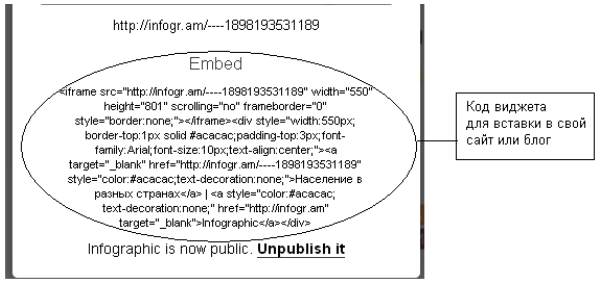 http://infogr.am/----1898193531189
Embed
<iframe src="http://infogr.am/----1898193531189" width="550"
height="801" scrolling="no" frameborder="0"
style="border:none;"></iframe><div style="width:550px;
border-top:1px solid #acacac;padding-top:3px;font-
family:Arial;font-size:10px;text-align:center;"><a
target="_blank" href="http://infogr.am/----1898193531189"
style="color:#acacac;text-decoration:none;">Население в
разных странах</a> | <a style="color:#acacac;
text-decoration:none;" href="http://infogr.am"
target="_blank">Infographic</a></div>
Infographic is now public. Unpublish it
Код виджета
для вставки в свой
сайт или блог